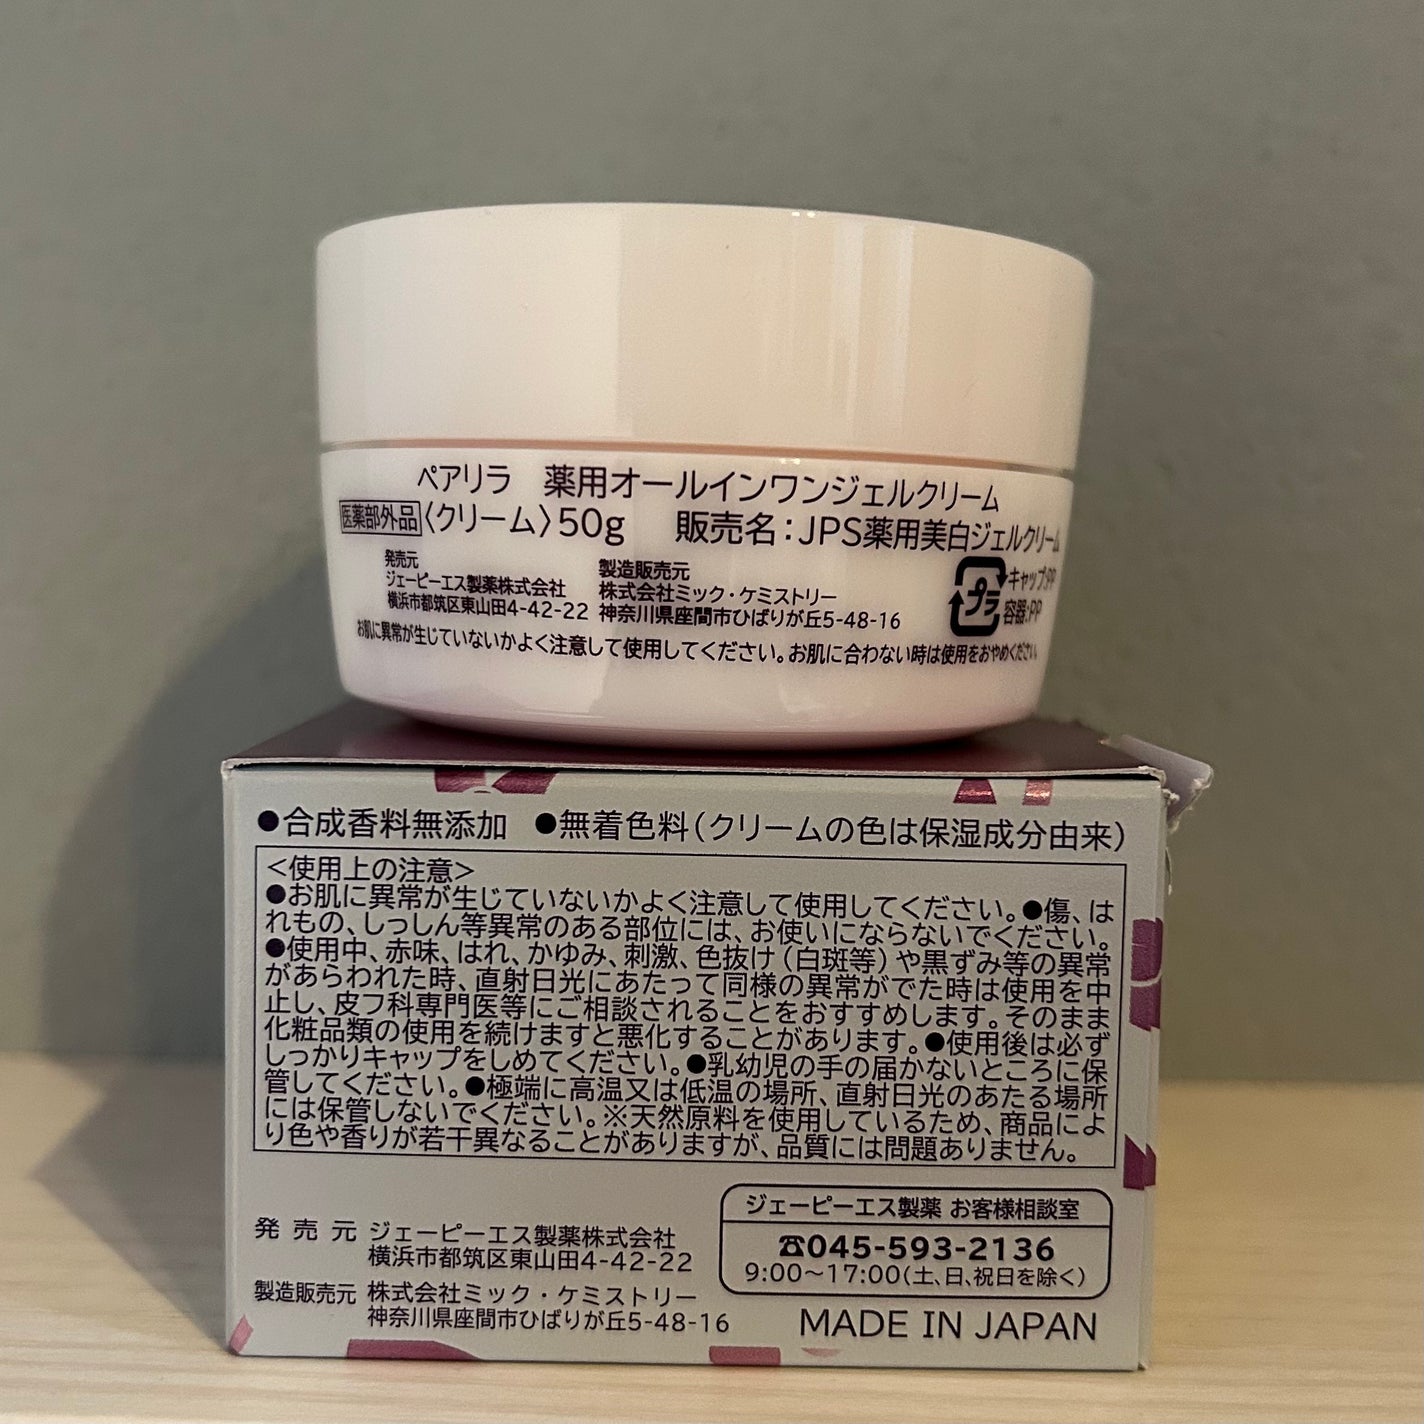 ペアリラ　薬用オールインワンジェルクリーム
医薬部外品〈クリーム〉50g　販売名：JPS薬用美白ジェルクリーム
発売元
ジェーピーエス製薬株式会社
横浜市都筑区東山田4-42-22
製造販売元
株式会社ミック・ケミストリー
神奈川県座間市ひばりが丘5-48-16
プラ
キャップ:PP
容器:PP
お肌に異常が生じていないかよく注意して使用してください。お肌に合わない時は使用をおやめください
●合成香料無添加　●無着色料（クリームの色は保湿成分由来）
＜使用上の注意＞
●お肌に異常が生じていないかよく注意して使用してください。●傷、は
れもの、しっしん等異常のある部位には、お使いにならないでください。
●使用中、赤味、はれ、かゆみ、刺激、色抜け（白斑等）や黒ずみ等の異常
があらわれた時、直射日光にあたって同様の異常がでた時は使用を中
止し、皮フ科専門医等にご相談されることをおすすめします。そのまま
化粧品類の使用を続けますと悪化することがあります。●使用後は必ず
しっかりキャップをしめてください。●乳幼児の手の届かないところに保
管してください。●極端に高温又は低温の場所、直射日光のあたる場所
には保管しないでください。※天然原料を使用しているため、商品によ
り色や香りが若干異なることがありますが、品質には問題ありません。
発売元　ジェーピーエス製薬株式会社
横浜市都筑区東山田4-42-22
製造販売元　株式会社ミック・ケミストリー
神奈川県座間市ひばりが丘5-48-16
ジェーピーエス製薬 お客様相談室
☎045-593-2136
9:00〜17:00（土、日、祝日を除く）
MADE IN JAPAN